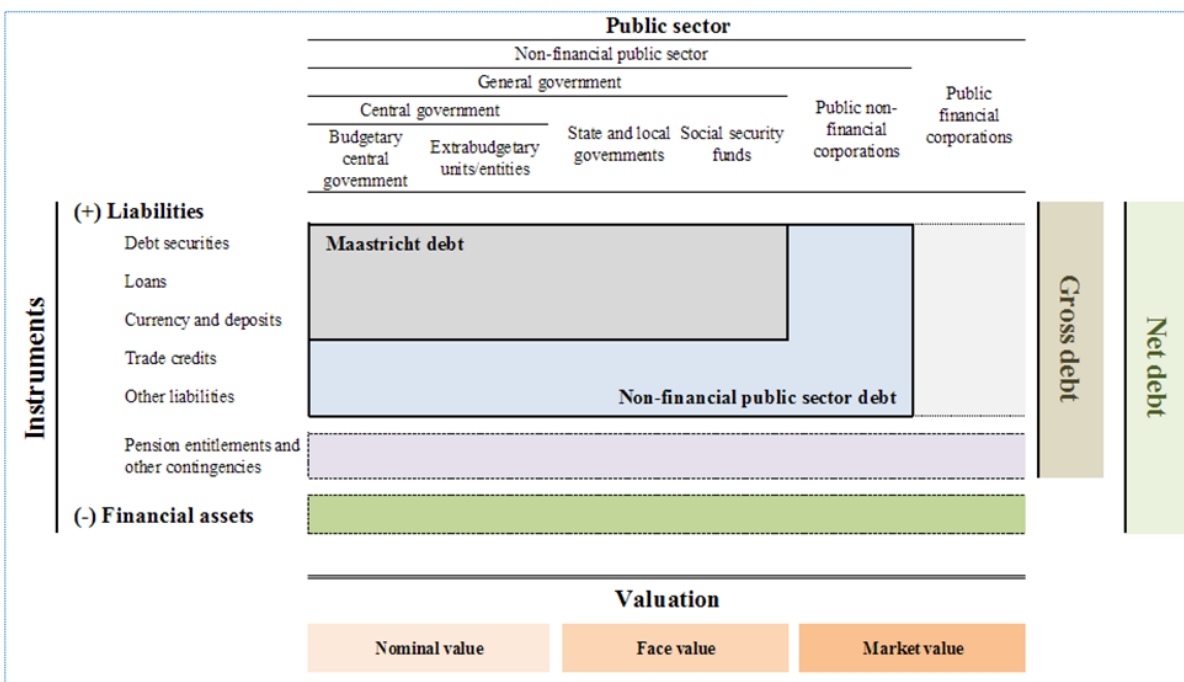 Public sector
Non-financial public sector
General government
Central government
Budgetary
central
government
Extrabudgetary
units/entities
State and local
governments
Social security
funds
Public non-
financial
corporations
Public
financial
corporations
Instruments
(+) Liabilities
Debt securities
Loans
Currency and deposits
Trade credits
Other liabilities
Pension entitlements and
other contingencies
(-) Financial assets
Maastricht debt
Non-financial public sector debt
Gross debt
Net debt
Valuation
Nominal value
Face value
Market value